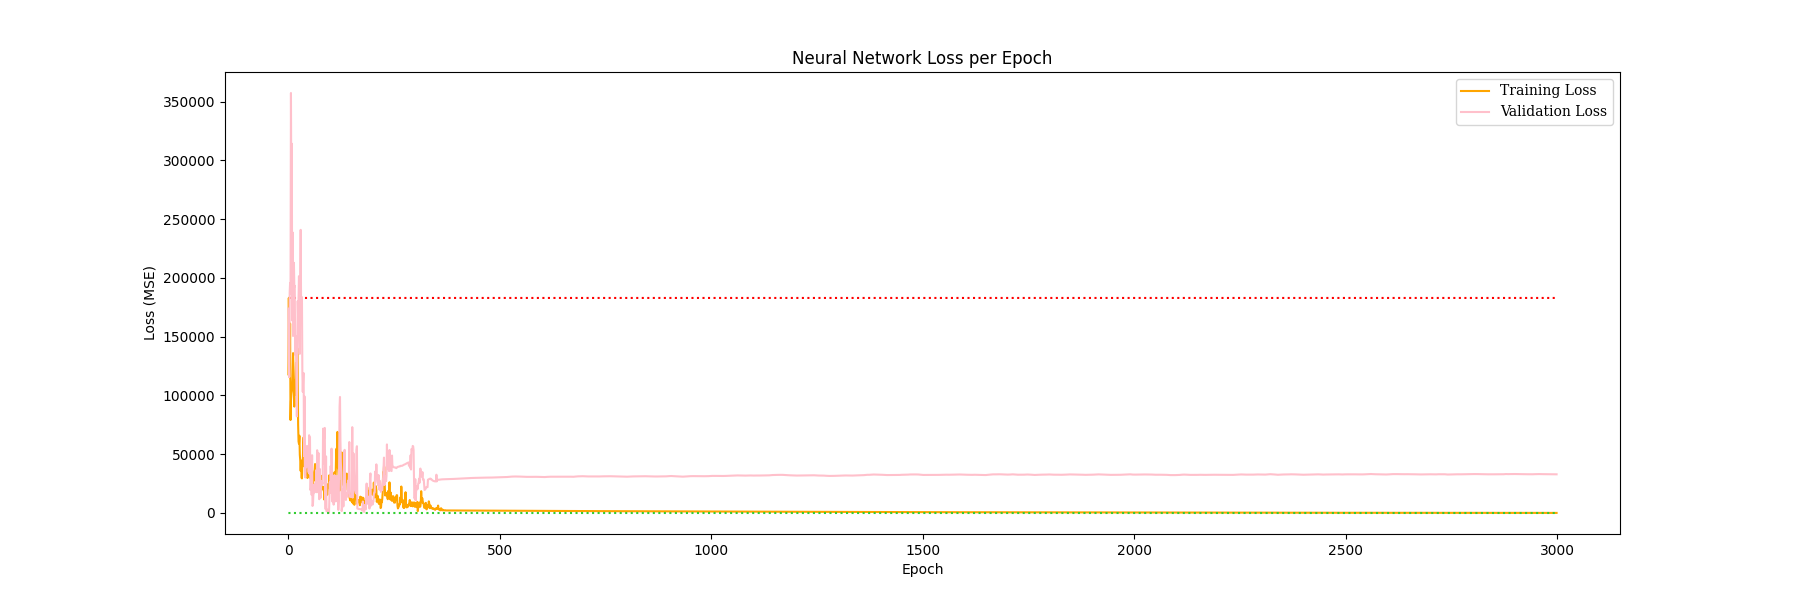 Neural Network Loss per Epoch
Training Loss
Validation Loss
350000
300000
250000
200000
150000
100000
50000
0
Loss (MSE)
0 500 1000 1500 2000 2500 3000
Epoch